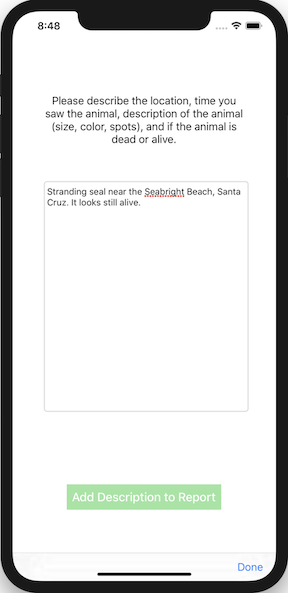 8:48
Please describe the location, time you
saw the animal, description of the animal
(size, color, spots), and if the animal is
dead or alive.
Stranding seal near the Seabright Beach, Santa
Cruz. It looks still alive.
Add Description to Report
Done